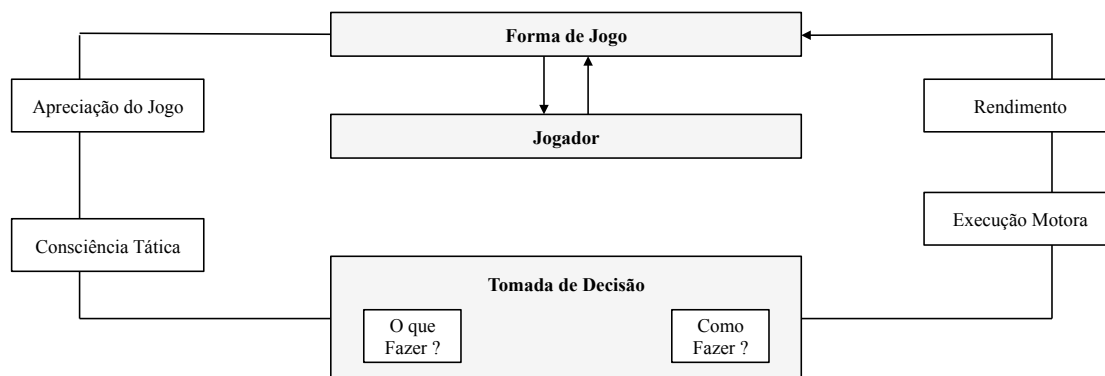 Forma de Jogo
Apreciação do Jogo
Rendimento
Jogador
Consciência Tática
Execução Motora
Tomada de Decisão
O que
Fazer ?
Como
Fazer ?